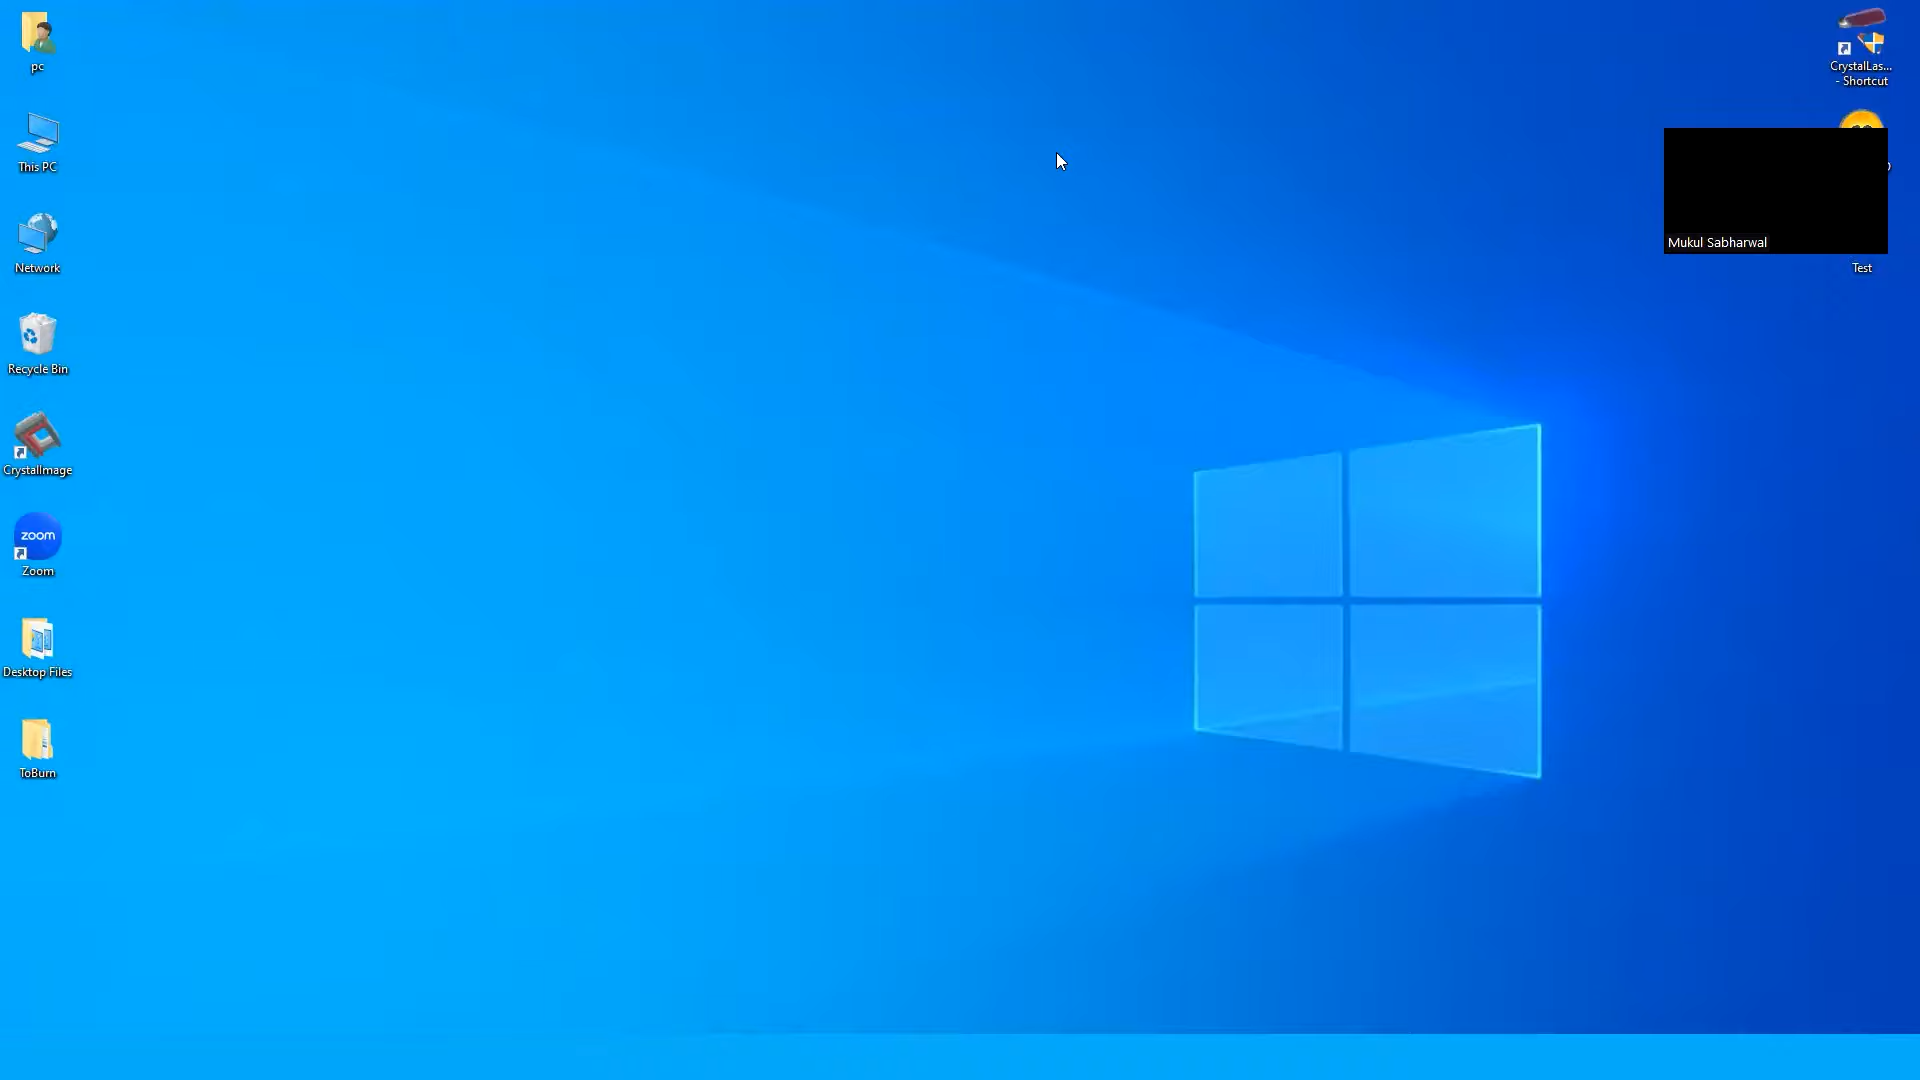 pc
This PC
Network
Recycle Bin
CrystalImage
zoom
Zoom
Desktop Files
ToBurn
CrystalLas...
- Shortcut
Mukul Sabharwal
Test